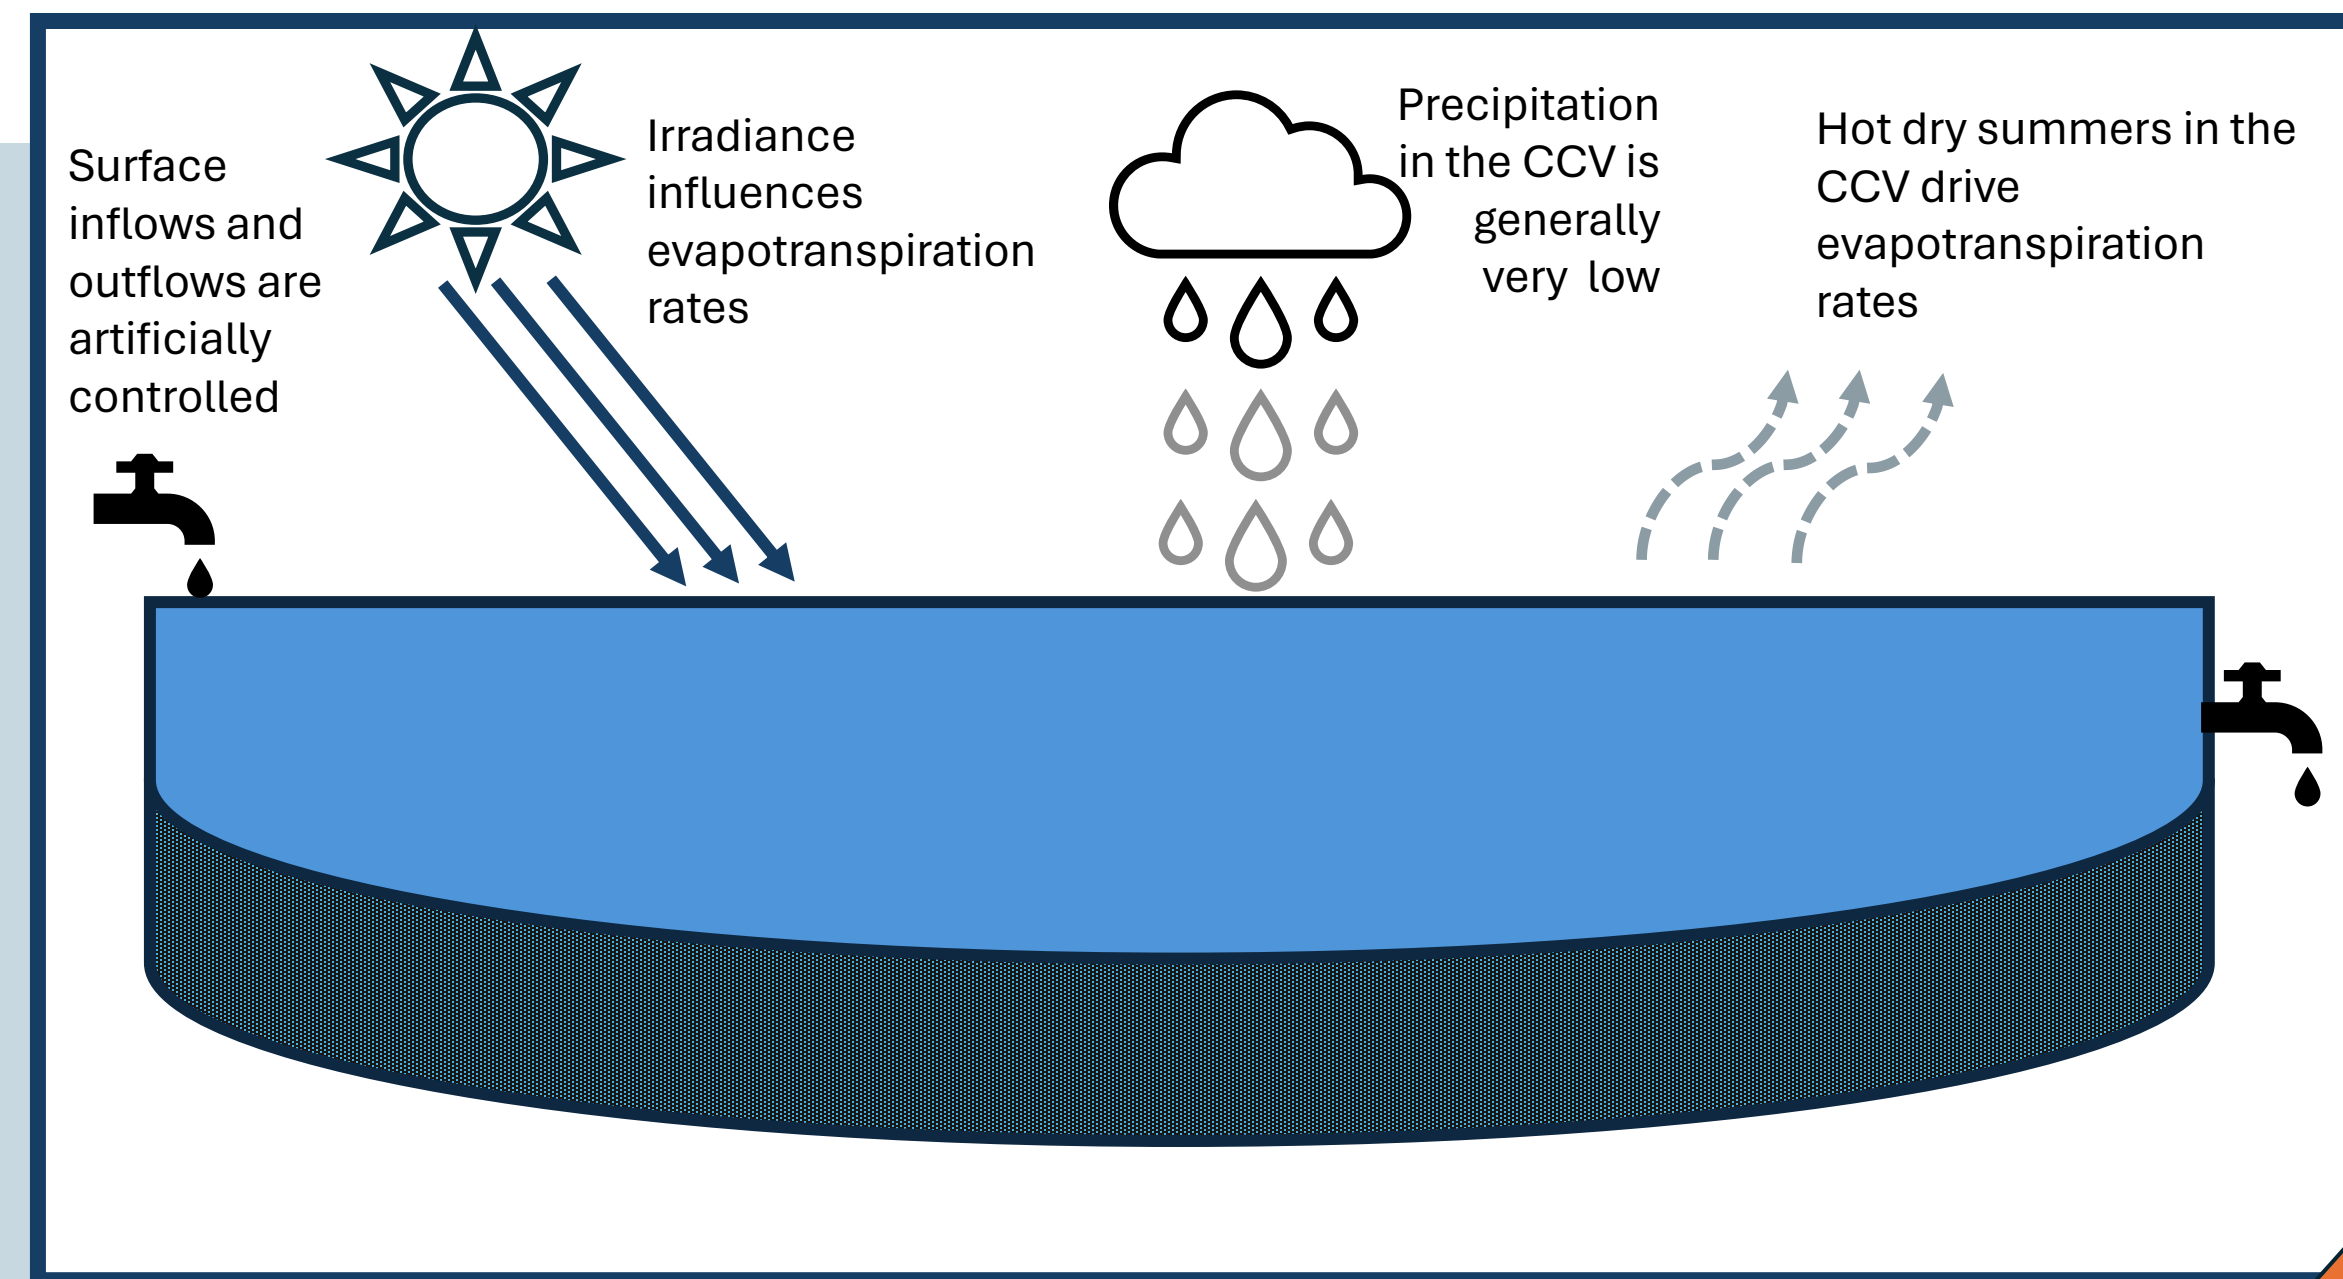 Surface
inflows and
outflows are
artificially
controlled
Irradiance
influences
evapotranspiration
rates
Precipitation
in the CCV is
generally
very  low
Hot dry summers in the
CCV drive
evapotranspiration
rates